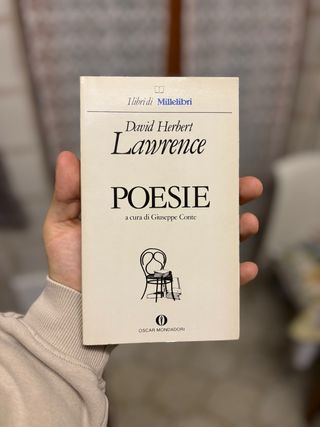 I libri di Millelibri
David Herbert
Lawrence
POESIE
a cura di Giuseppe Conte
OSCAR MONDADORI